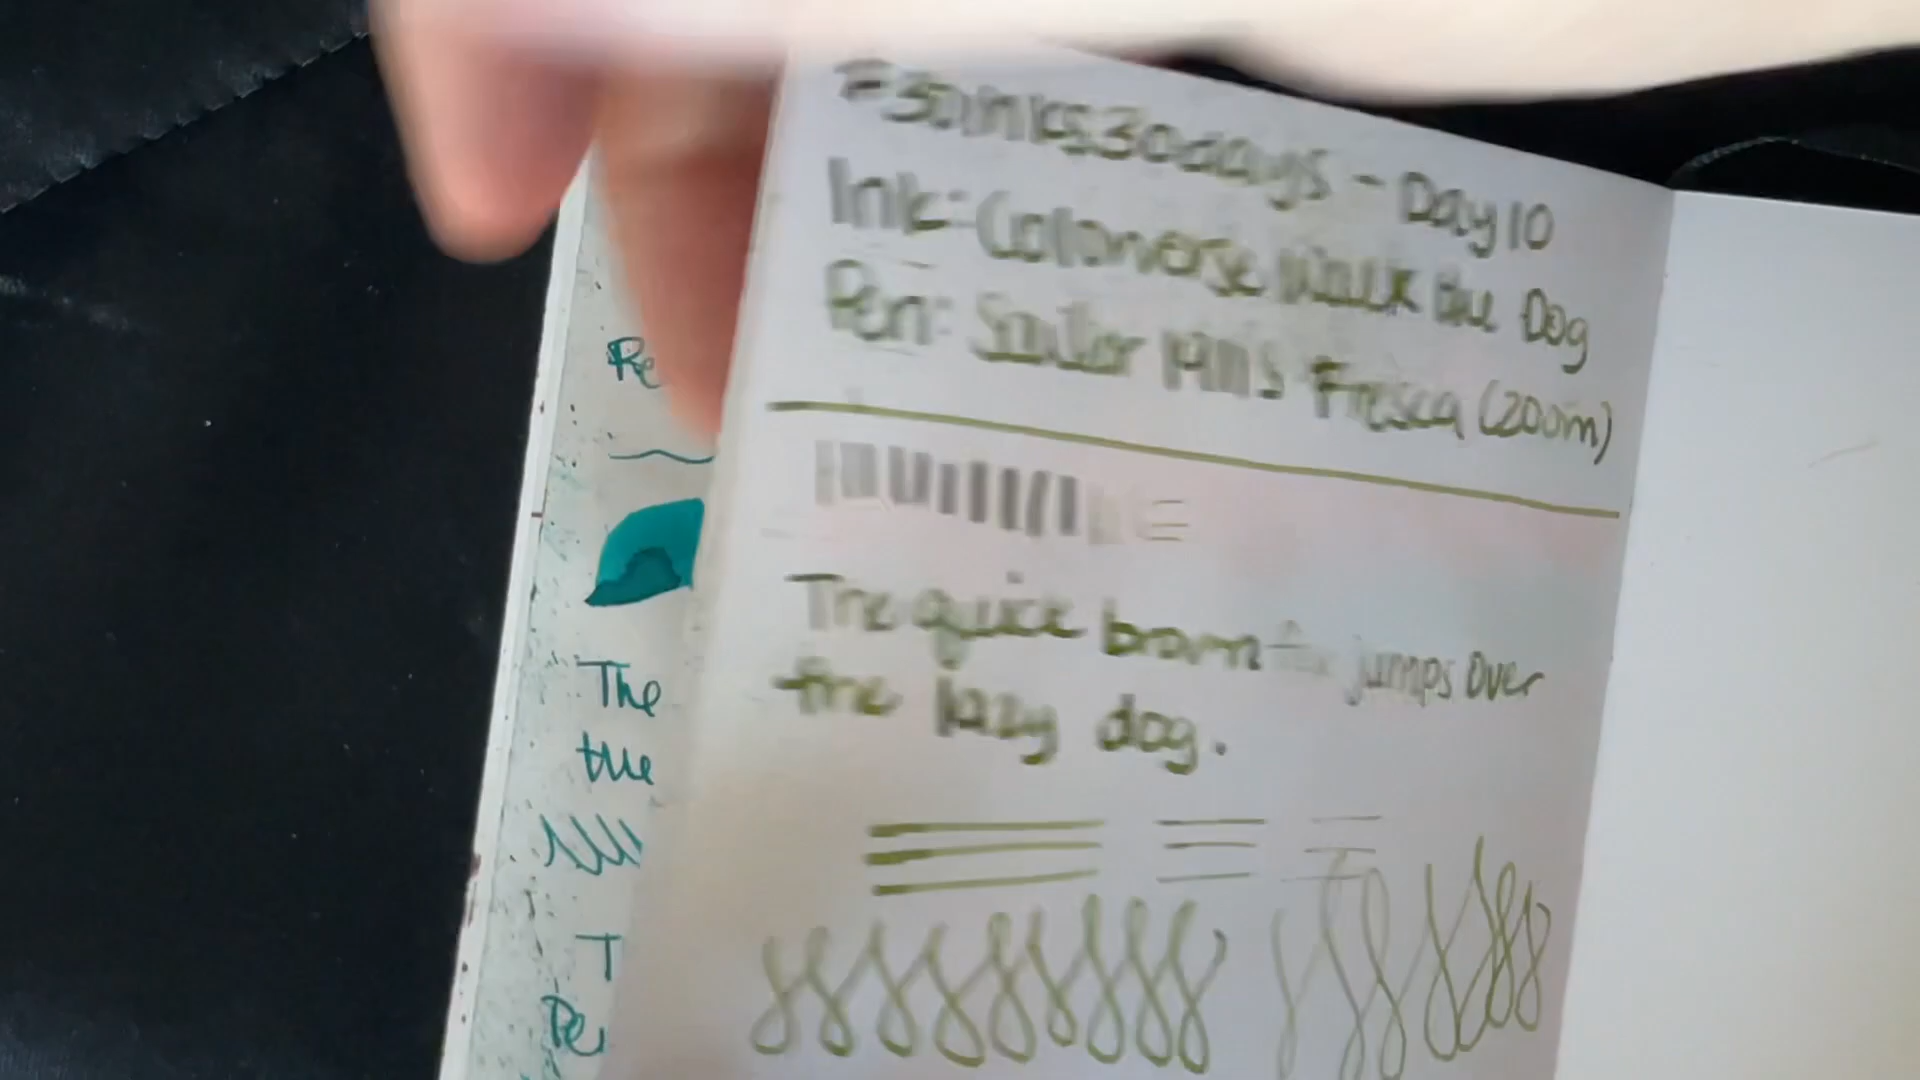 #30inks30days - Day 10
Ink: Colorverse Walk the Dog
Pen: Sailor Fresca (zoom)
The quick brown fox jumps over
the lazy dog.
Re
The
the
T
Per